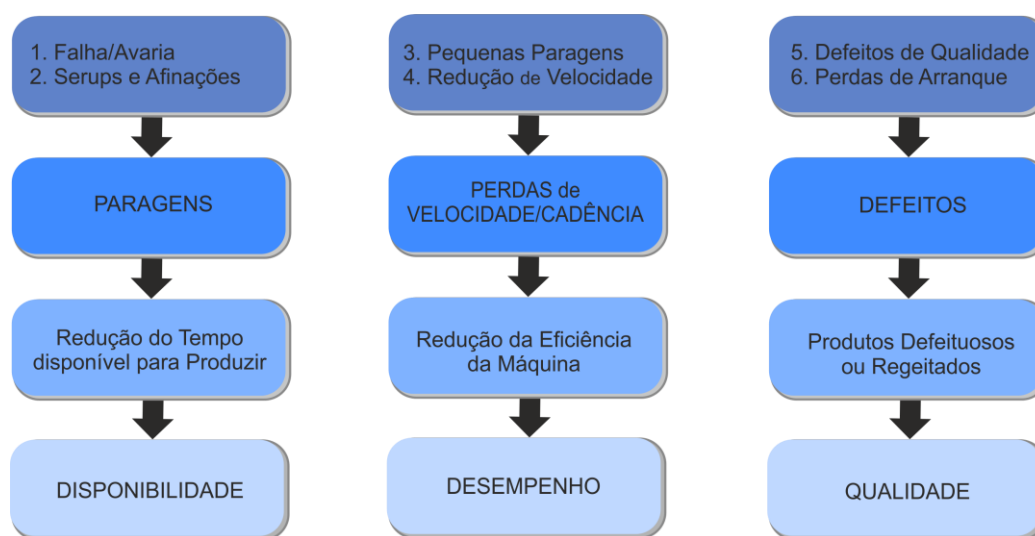 1. Falha/Avaria
2. Serups e Afinações
PARAGENS
Redução do Tempo
disponível para Produzir
DISPONIBILIDADE
3. Pequenas Paragens
4. Redução de Velocidade
PERDAS de
VELOCIDADE/CADÊNCIA
Redução da Eficiência
da Máquina
DESEMPENHO
5. Defeitos de Qualidade
6. Perdas de Arranque
DEFEITOS
Produtos Defeituosos
ou Regeitados
QUALIDADE